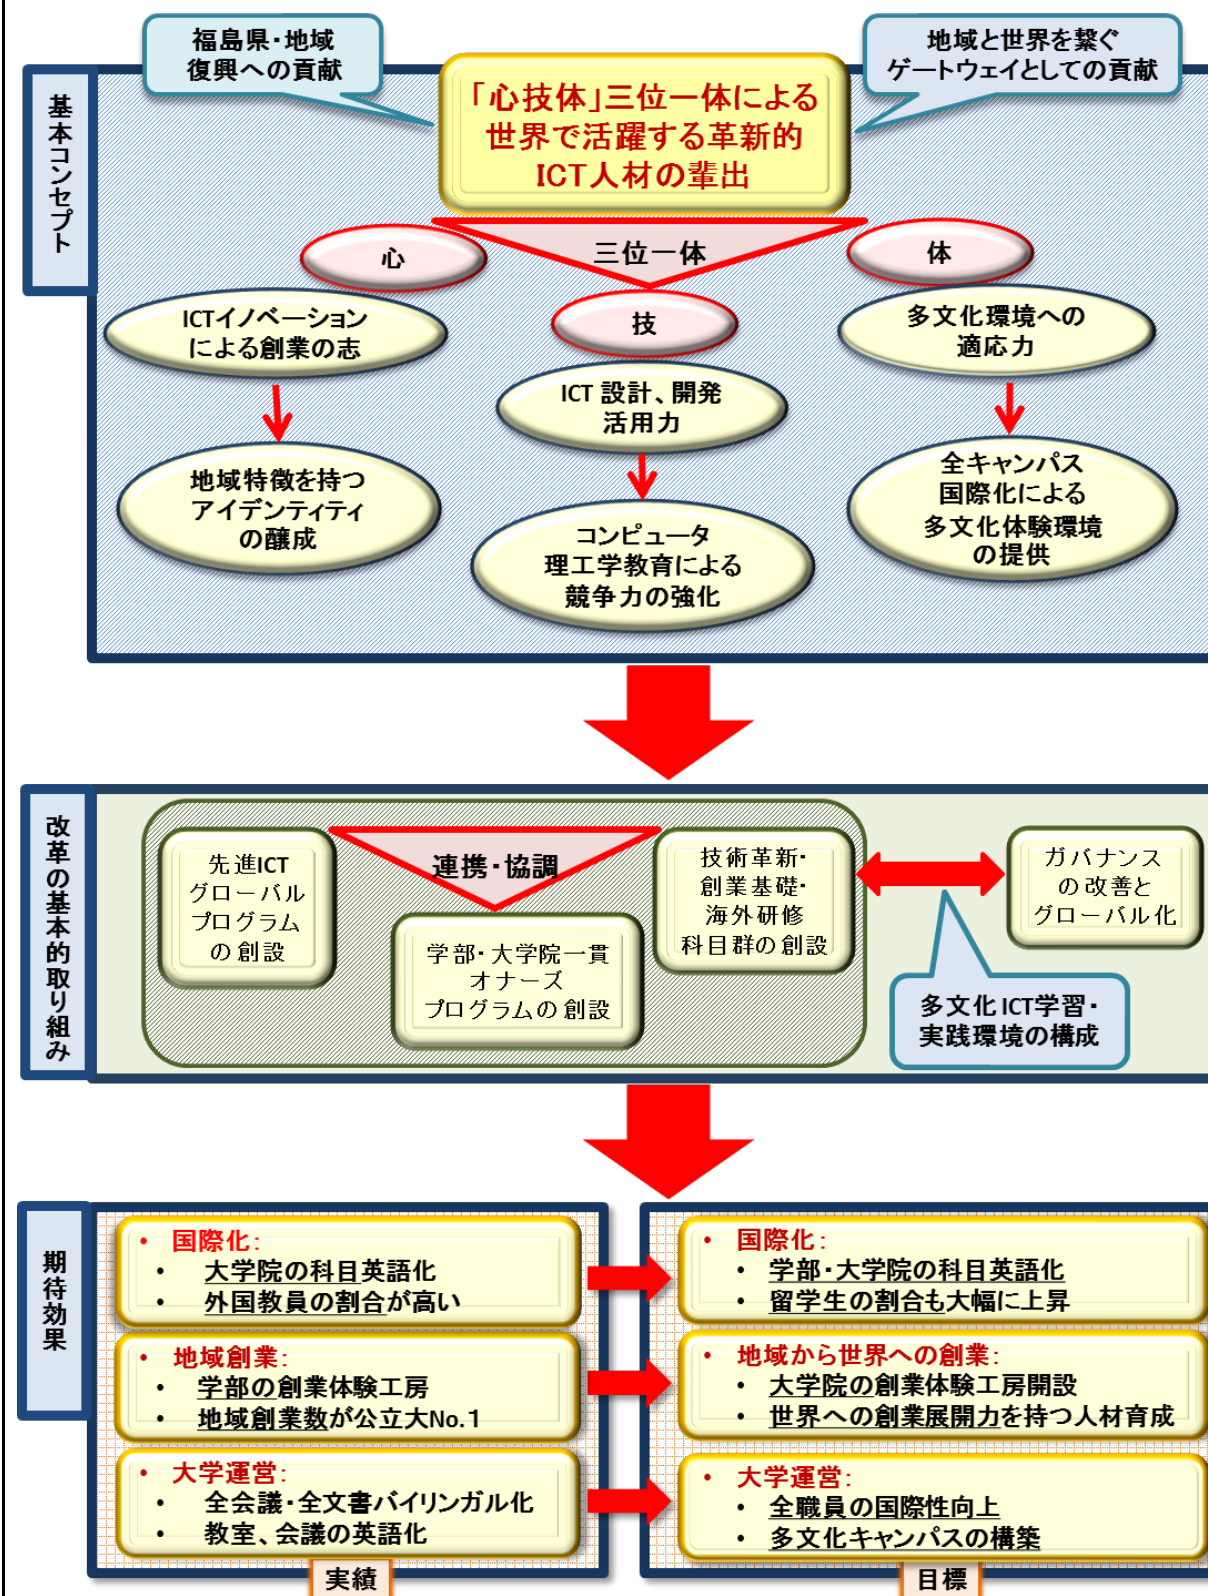 福島県・地域
復興への貢献
地域と世界を繋ぐ
ゲートウェイとしての貢献
基本コンセプト
「心技体」三位一体による
世界で活躍する革新的
ICT人材の輩出
三位一体
心
技
体
ICTイノベーション
による創業の志
ICT 設計、開発
活用力
多文化環境への
適応力
地域特徴を持つ
アイデンティティ
の醸成
コンピュータ
理工学教育による
競争力の強化
全キャンパス
国際化による
多文化体験環境
の提供
改革の基本的取り組み
先進ICT
グローバル
プログラム
の創設
連携・協調
学部・大学院一貫
オナーズ
プログラムの創設
技術革新・
創業基礎・
海外研修
科目群の創設
ガバナンス
の改善と
グローバル化
多文化ICT学習・
実践環境の構成
期待効果
• 国際化:
• 大学院の科目英語化
• 外国教員の割合が高い
• 地域創業:
• 学部の創業体験工房
• 地域創業数が公立大No.1
• 大学運営:
• 全会議・全文書バイリンガル化
• 教室、会議の英語化
実績
• 国際化:
• 学部・大学院の科目英語化
• 留学生の割合も大幅に上昇
• 地域から世界への創業:
• 大学院の創業体験工房開設
• 世界への創業展開力を持つ人材育成
• 大学運営:
• 全職員の国際性向上
• 多文化キャンパスの構築
目標